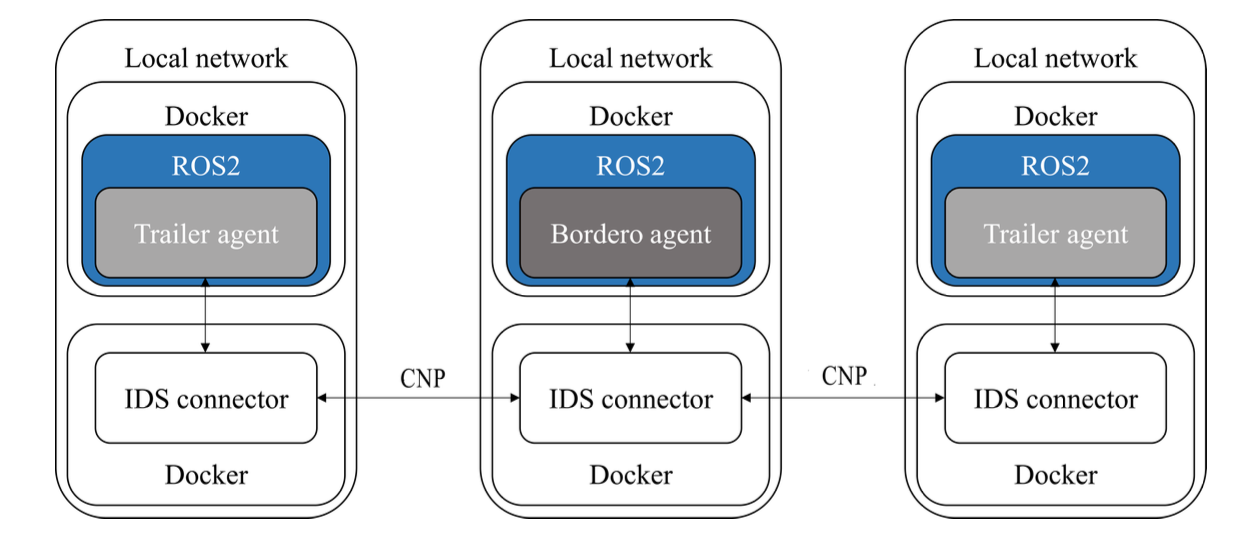 Local network
Docker
ROS2
Trailer agent
IDS connector
Docker
CNP
Local network
Docker
ROS2
Bordero agent
IDS connector
Docker
CNP
Local network
Docker
ROS2
Trailer agent
IDS connector
Docker